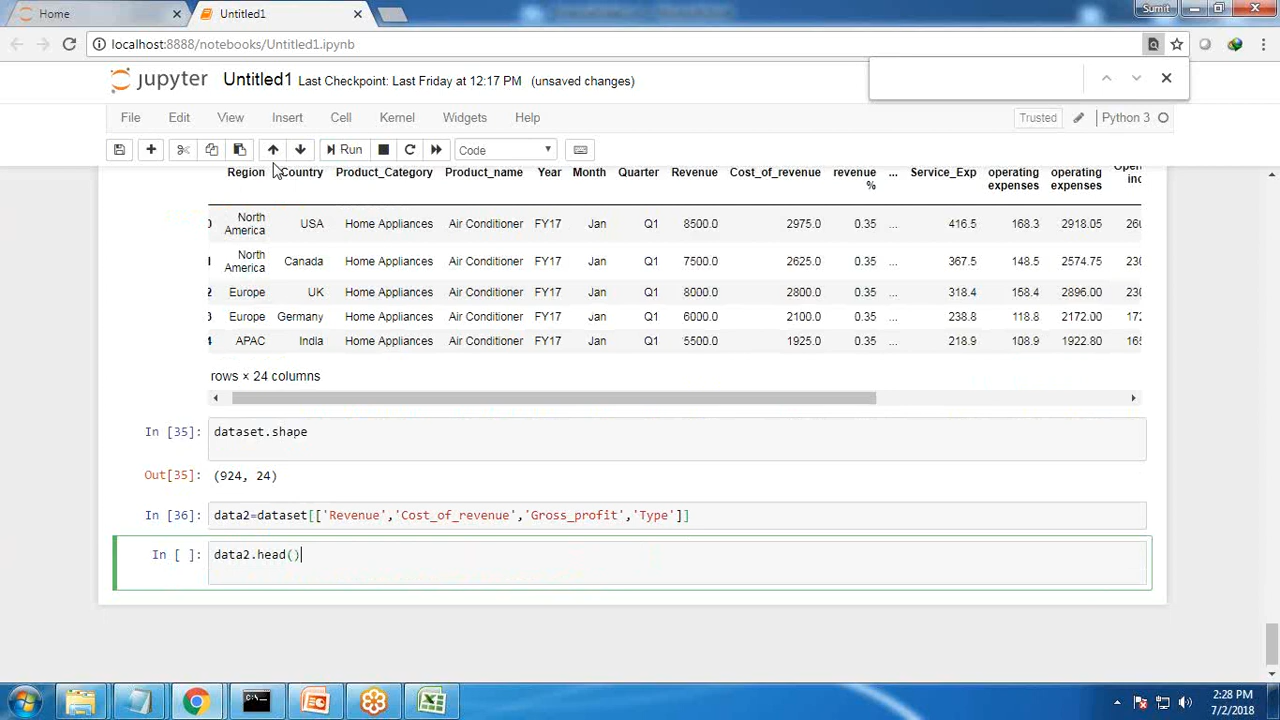 Home
Untitled1
Sumit
localhost:8888/notebooks/Untitled1.ipynb
jupyter Untitled1 Last Checkpoint: Last Friday at 12:17 PM (unsaved changes)
File Edit View Insert Cell Kernel Widgets Help Trusted Python 3
Run Code
Region Country Product_Category Product_name Year Month Quarter Revenue Cost_of_revenue revenue % ... Service_Exp operating expenses operating expenses inc
North America USA Home Appliances Air Conditioner FY17 Jan Q1 8500.0 2975.0 0.35 ... 416.5 168.3 2918.05
North America Canada Home Appliances Air Conditioner FY17 Jan Q1 7500.0 2625.0 0.35 ... 367.5 148.5 2574.75
2 Europe UK Home Appliances Air Conditioner FY17 Jan Q1 8000.0 2800.0 0.35 ... 318.4 158.4 2896.00
Europe Germany Home Appliances Air Conditioner FY17 Jan Q1 6000.0 2100.0 0.35 ... 238.8 118.8 2172.00
APAC India Home Appliances Air Conditioner FY17 Jan Q1 5500.0 1925.0 0.35 ... 218.9 108.9 1922.80
rows × 24 columns
In [35]: dataset.shape
Out[35]: (924, 24)
In [36]: data2=dataset[['Revenue','Cost_of_revenue','Gross_profit','Type']]
In [ ]: data2.head()
2:28 PM
7/2/2018